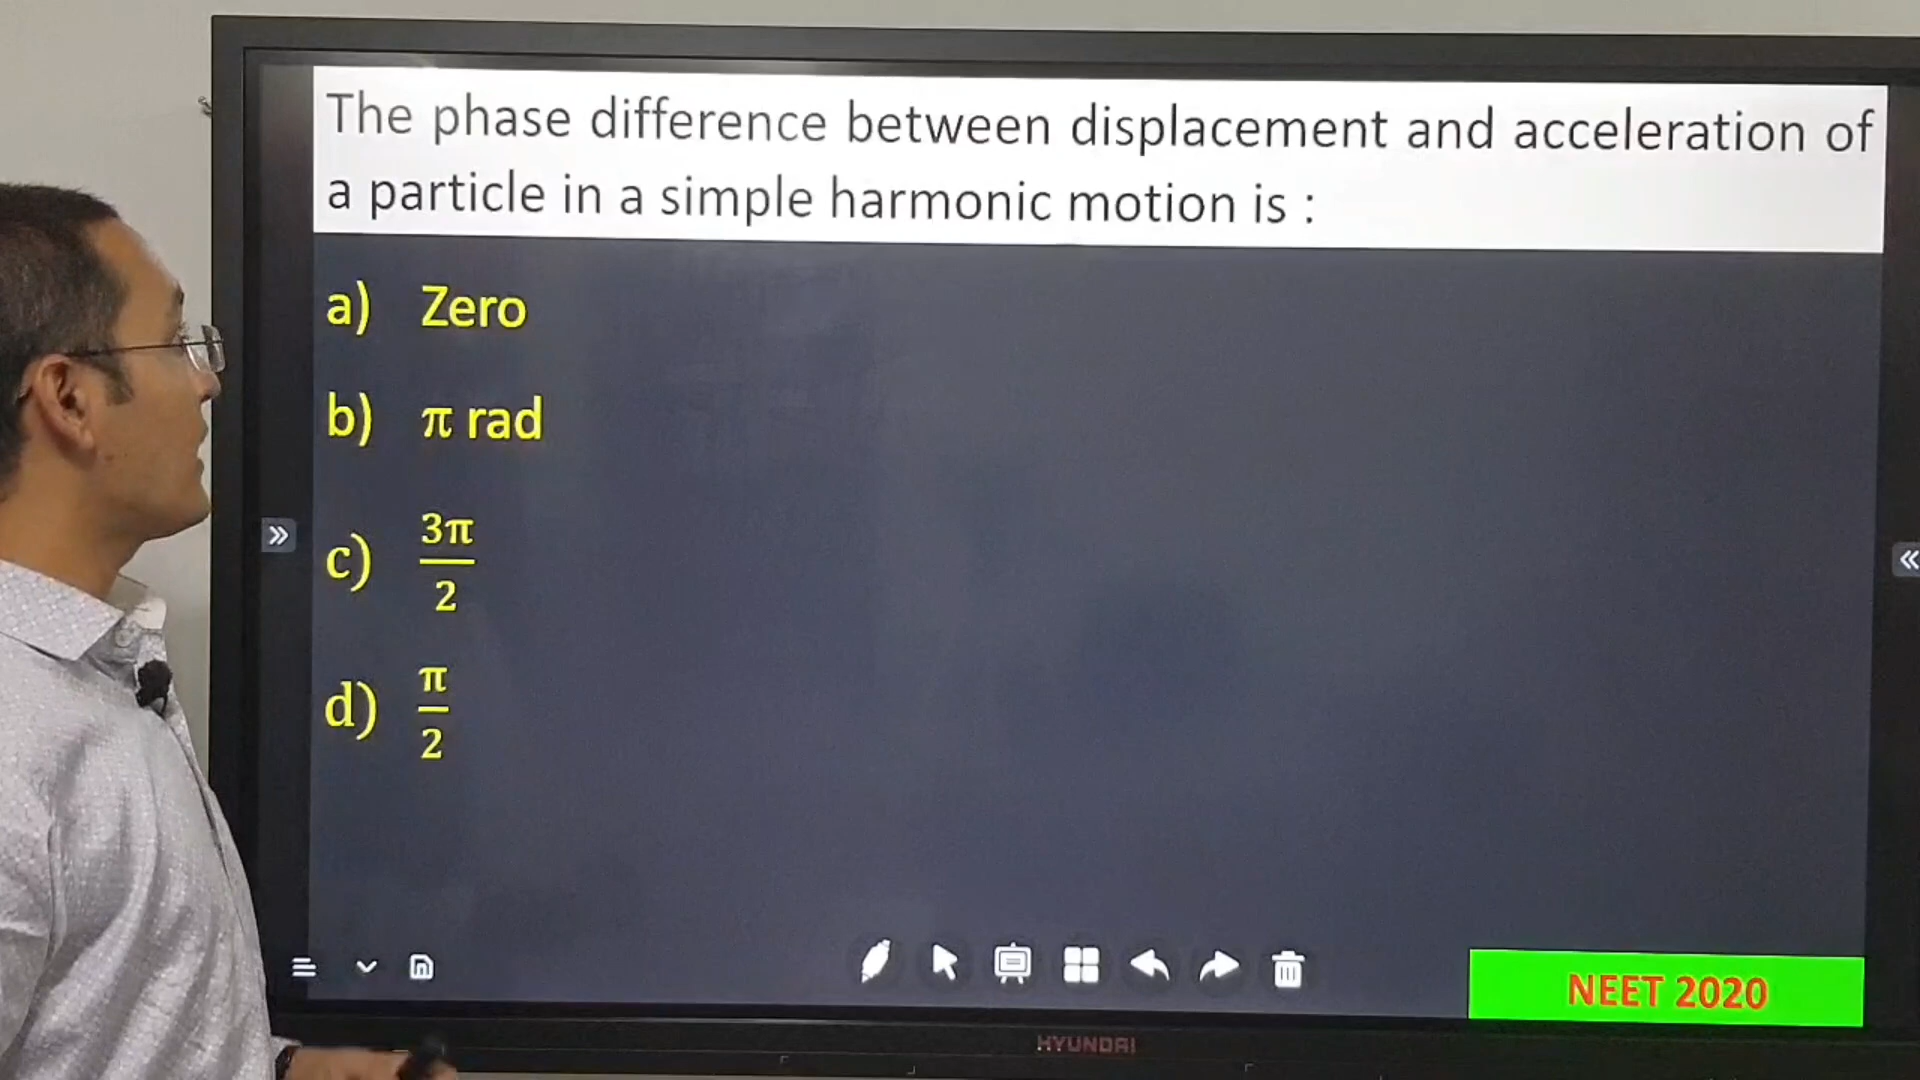 The phase difference between displacement and acceleration of
a particle in a simple harmonic motion is :
a) Zero
b) π rad
c) 3π/2
d) π/2
NEET 2020
HYUNDAI